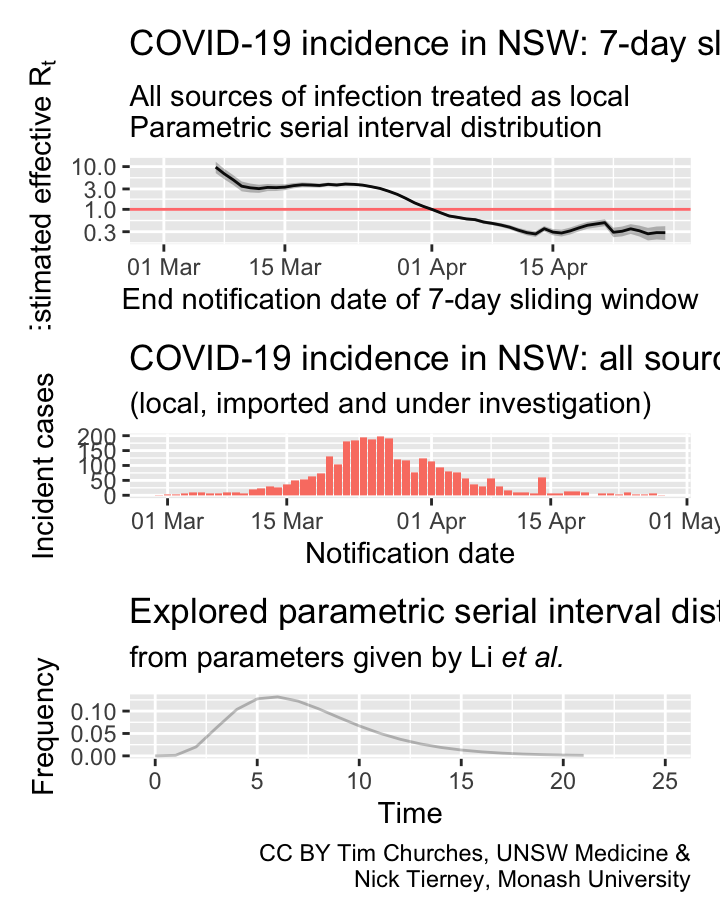 COVID-19 incidence in NSW: 7-day sl
All sources of infection treated as local
Parametric serial interval distribution
:stimated effective Rt
10.0
3.0
1.0
0.3
01 Mar 15 Mar 01 Apr 15 Apr
End notification date of 7-day sliding window
COVID-19 incidence in NSW: all sourc
(local, imported and under investigation)
Incident cases
200
150
100
50
0
01 Mar 15 Mar 01 Apr 15 Apr 01 May
Notification date
Explored parametric serial interval dist
from parameters given by Li et al.
Frequency
0.10
0.05
0.00
0 5 10 15 20 25
Time
CC BY Tim Churches, UNSW Medicine &
Nick Tierney, Monash University